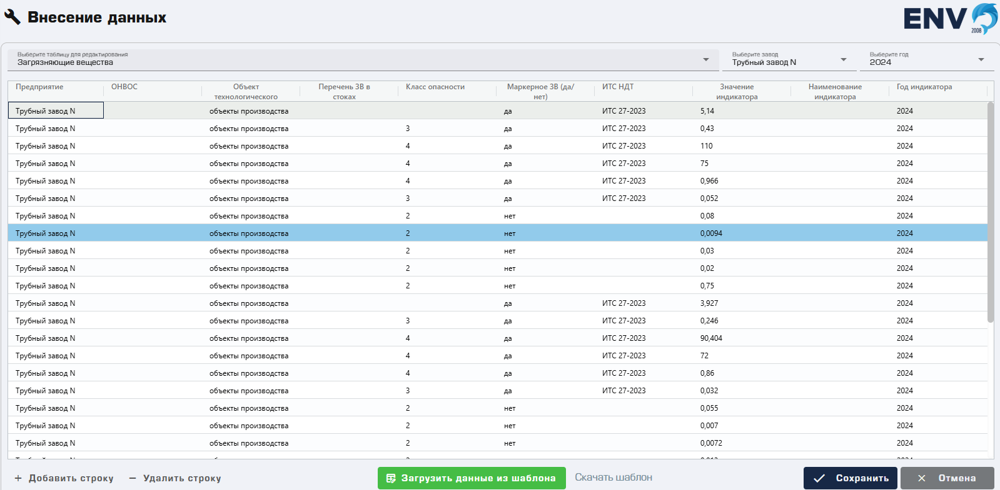 Внесение данных
ENV
2008
Выберите таблицу для редактирования
Загрязняющие вещества
Выберите завод
Трубный завод N
Выберите год
2024
Предприятие ОНВОС Объект технологического Перечень ЗВ в стоках Класс опасности Маркерное ЗВ (да/нет) ИТС НДТ Значение индикатора Наименование индикатора Год индикатора
Трубный завод N объекты производства да ИТС 27-2023 5,14 2024
Трубный завод N объекты производства 3 да ИТС 27-2023 0,43 2024
Трубный завод N объекты производства 4 да ИТС 27-2023 110 2024
Трубный завод N объекты производства 4 да ИТС 27-2023 75 2024
Трубный завод N объекты производства 4 да ИТС 27-2023 0,966 2024
Трубный завод N объекты производства 3 да ИТС 27-2023 0,052 2024
Трубный завод N объекты производства 2 нет 0,08 2024
Трубный завод N объекты производства 2 нет 0,0094 2024
Трубный завод N объекты производства 2 нет 0,03 2024
Трубный завод N объекты производства 2 нет 0,02 2024
Трубный завод N объекты производства 2 нет 0,75 2024
Трубный завод N объекты производства да ИТС 27-2023 3,927 2024
Трубный завод N объекты производства 3 да ИТС 27-2023 0,246 2024
Трубный завод N объекты производства 4 да ИТС 27-2023 90,404 2024
Трубный завод N объекты производства 4 да ИТС 27-2023 72 2024
Трубный завод N объекты производства 4 да ИТС 27-2023 0,86 2024
Трубный завод N объекты производства 3 да ИТС 27-2023 0,032 2024
Трубный завод N объекты производства 2 нет 0,055 2024
Трубный завод N объекты производства 2 нет 0,007 2024
Трубный завод N объекты производства 2 нет 0,0072 2024
+ Добавить строку − Удалить строку Загрузить данные из шаблона Скачать шаблон Сохранить Отмена